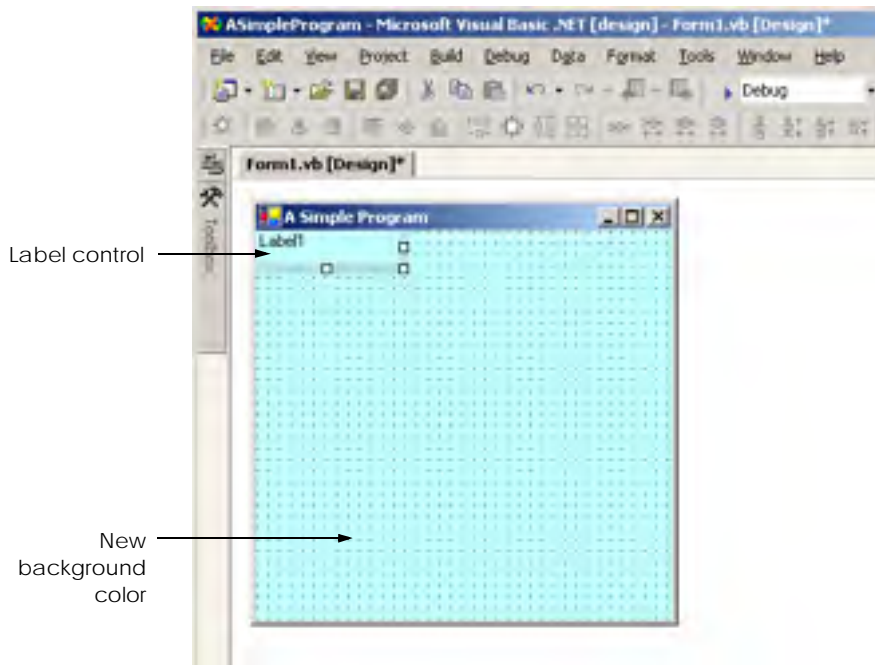 ASimpleProgram - Microsoft Visual Basic .NET [design] - Form1.vb [Design]*
File Edit View Project Build Debug Data Format Tools Window Help
Debug
Form1.vb [Design]*
Toolbox
A Simple Program
Label1
Label control
New
background
color